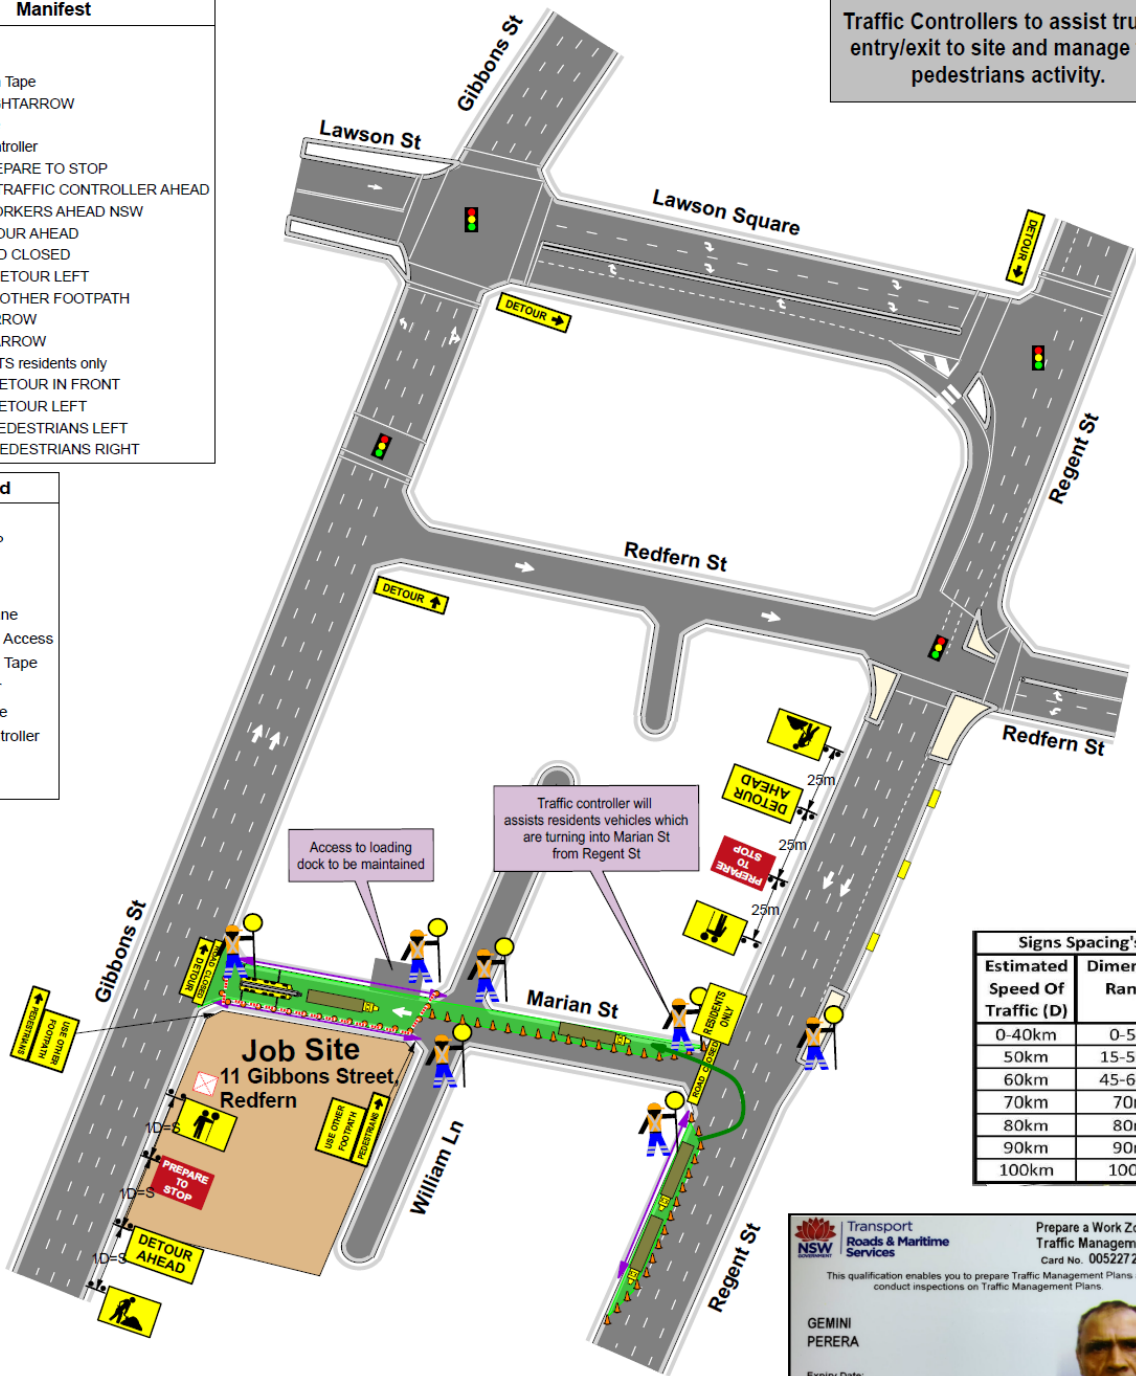 Manifest
Tape
HTARROW
ntroller
EPARE TO STOP
TRAFFIC CONTROLLER AHEAD
ORKERS AHEAD NSW
OUR AHEAD
D CLOSED
DETOUR LEFT
OTHER FOOTPATH
RROW
ARROW
TS residents only
ETOUR IN FRONT
ETOUR LEFT
EDESTRIANS LEFT
EDESTRIANS RIGHT
d
ne
Access
Tape
e
troller
Traffic Controllers to assist tru
entry/exit to site and manage
pedestrians activity.
Gibbons St
Lawson St
Lawson Square
DETOUR
DETOUR
Regent St
Redfern St
DETOUR
Redfern St
DETOUR
AHEAD
PREPARE
TO
STOP
25m
25m
25m
Traffic controller will
assists residents vehicles which
are turning into Marian St
from Regent St
Access to loading
dock to be maintained
Gibbons St
ROAD CLOSED
DETOUR
Marian St
RESIDENTS
ONLY
ROAD CLOSED
USE OTHER
FOOTPATH
PEDESTRIANS
Job Site
11 Gibbons Street,
Redfern
USE OTHER
FOOTPATH
PEDESTRIANS
William Ln
Regent St
1D=S
PREPARE
TO
STOP
1D=S
DETOUR
AHEAD
1D=S
Signs Spacing's
Estimated
Speed Of
Traffic (D)
Dimen
Ran
0-40km 0-5
50km 15-5
60km 45-6
70km 70
80km 80
90km 90
100km 100
NSW
GOVERNMENT
Transport
Roads & Maritime
Services
Prepare a Work Zo
Traffic Managem
Card No. 0052272
This qualification enables you to prepare Traffic Management Plans
conduct inspections on Traffic Management Plans.
GEMINI
PERERA
Expiry Date: